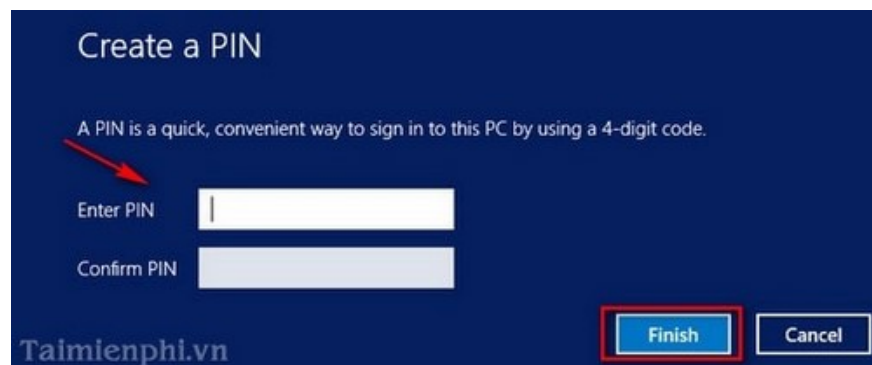 Create a PIN
A PIN is a quick, convenient way to sign in to this PC by using a 4-digit code.
Enter PIN
Confirm PIN
Finish Cancel
Taimienphi.vn